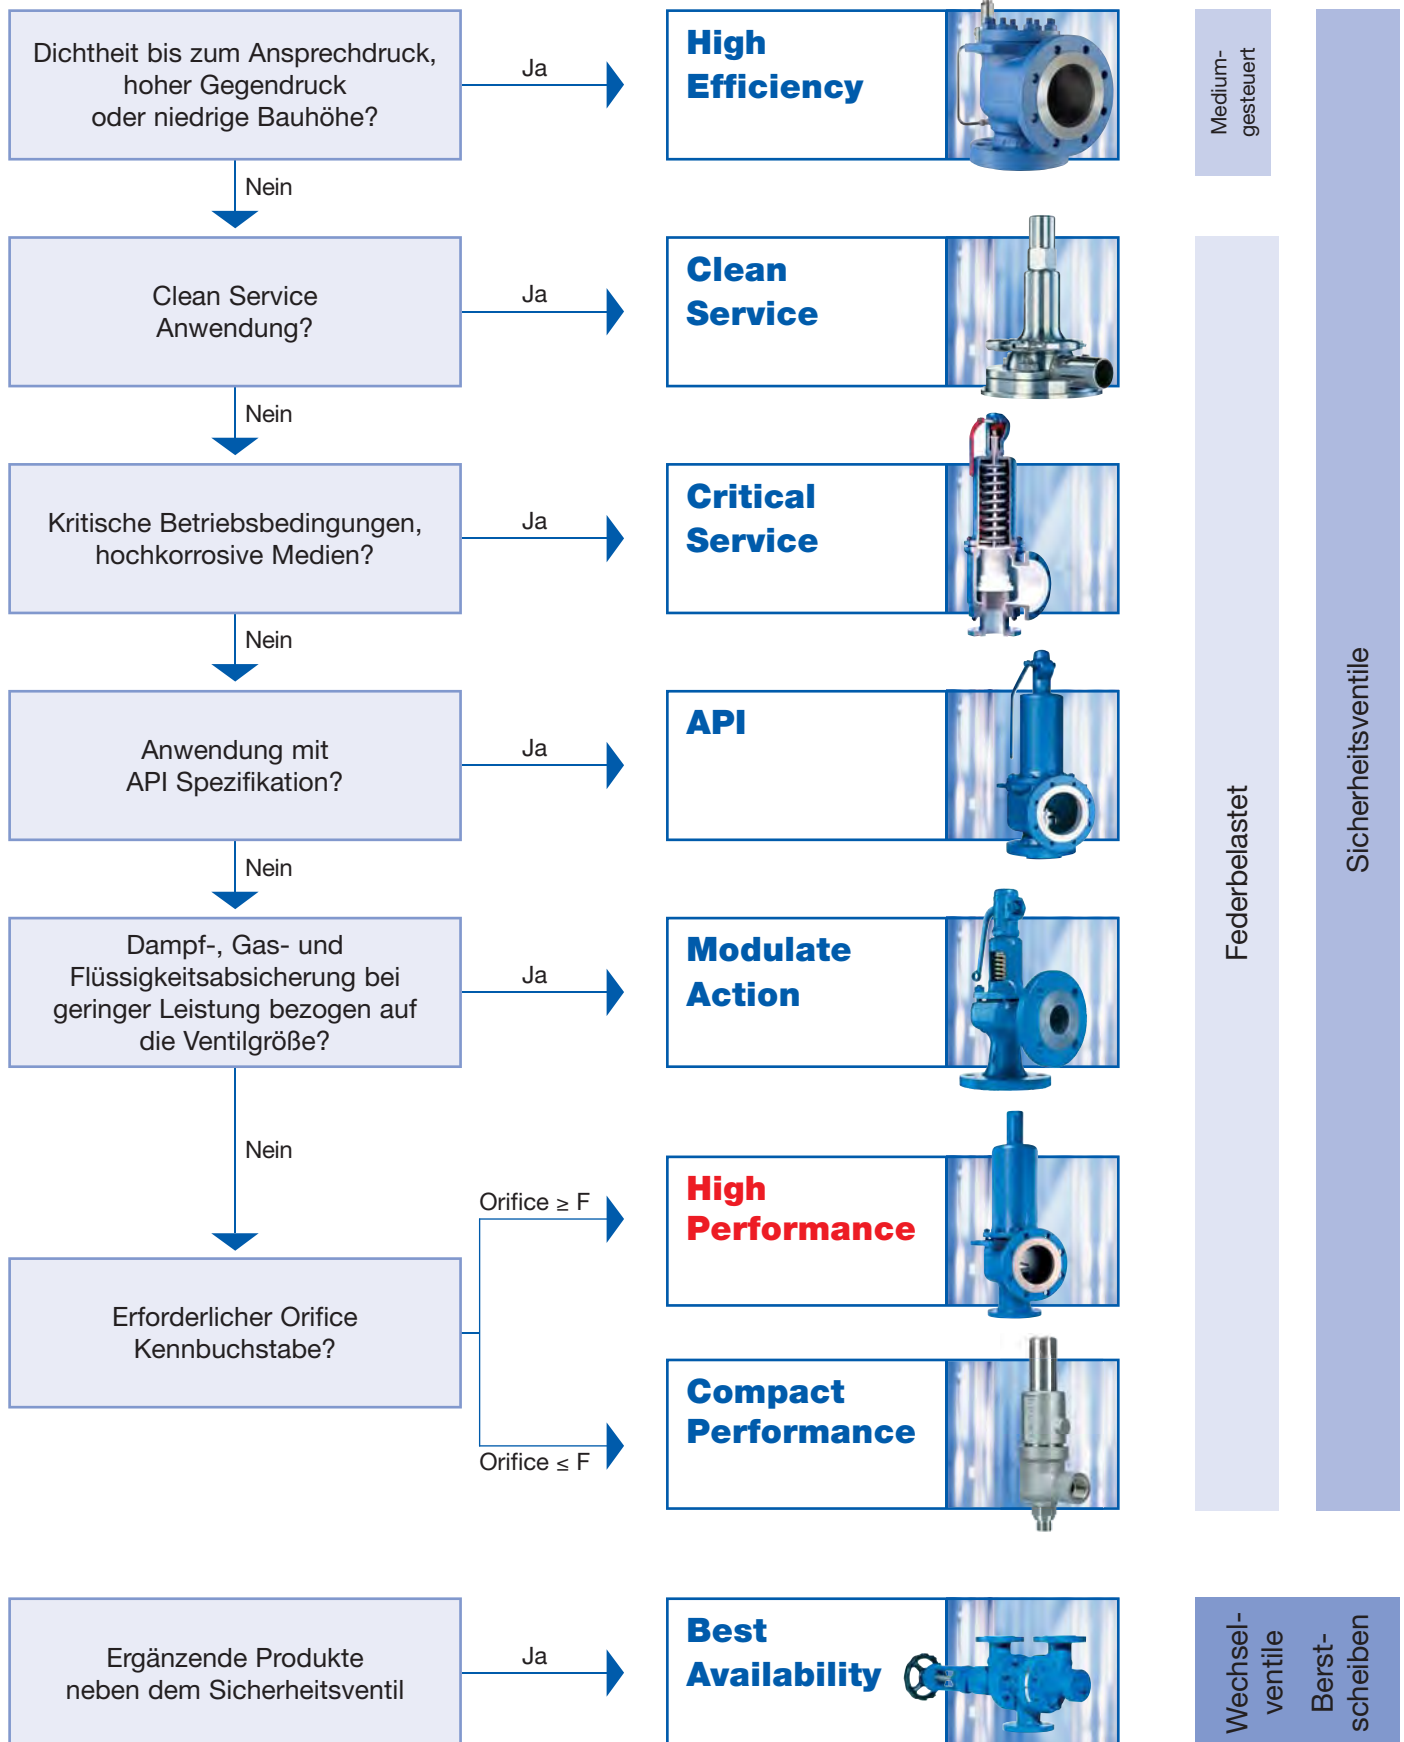 Dichtheit bis zum Ansprechdruck,
hoher Gegendruck
oder niedrige Bauhöhe?
Ja
High
Efficiency
Medium-
gesteuert
Nein
Clean Service
Anwendung?
Ja
Clean
Service
Nein
Kritische Betriebsbedingungen,
hochkorrosive Medien?
Ja
Critical
Service
Nein
Anwendung mit
API Spezifikation?
Ja
API
Nein
Dampf-, Gas- und
Flüssigkeitsabsicherung bei
geringer Leistung bezogen auf
die Ventilgröße?
Ja
Modulate
Action
Nein
Erforderlicher Orifice
Kennbuchstabe?
Orifice ≥ F
High
Performance
Orifice ≤ F
Compact
Performance
Federbelastet
Sicherheitsventile
Ergänzende Produkte
neben dem Sicherheitsventil
Ja
Best
Availability
Wechsel-
ventile
Berst-
scheiben